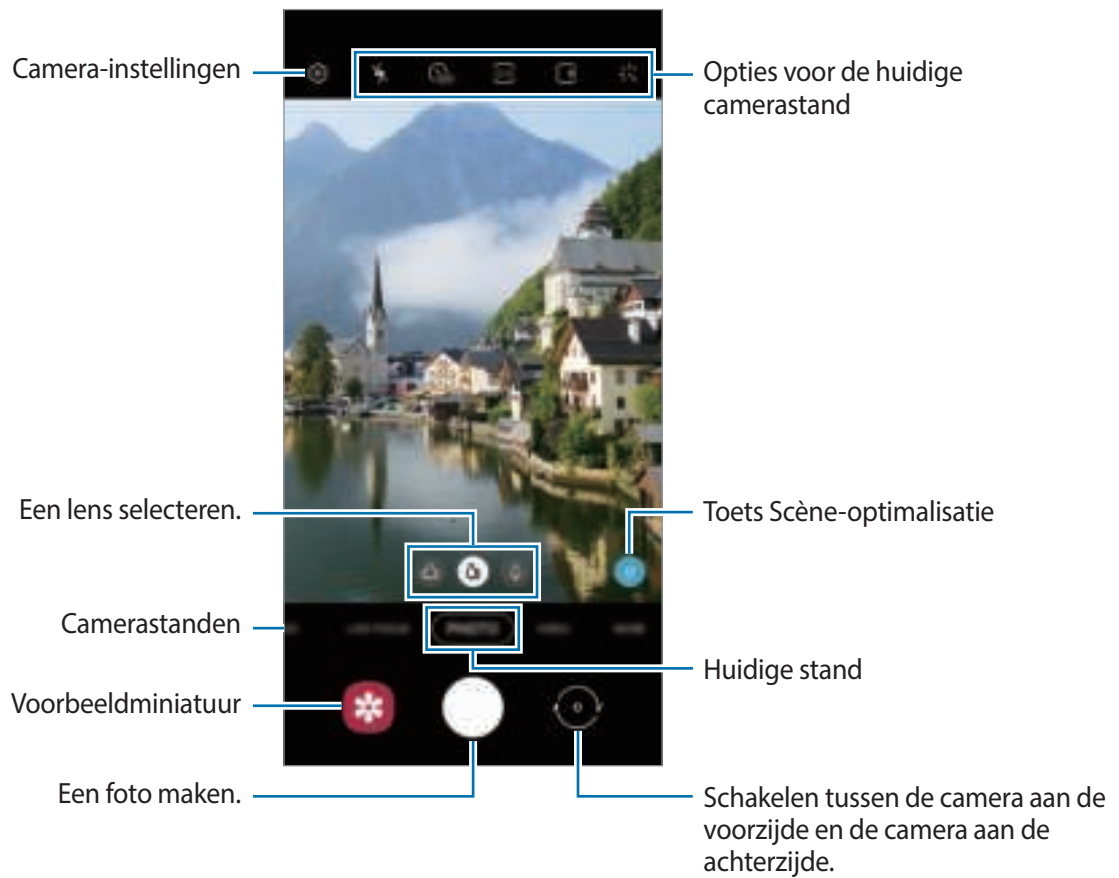 Camera-instellingen
Opties voor de huidige
camerastand
Een lens selecteren.
Toets Scène-optimalisatie
Camerastanden
PHOTO
Huidige stand
Voorbeeldminiatuur
Een foto maken.
Schakelen tussen de camera aan de
voorzijde en de camera aan de
achterzijde.